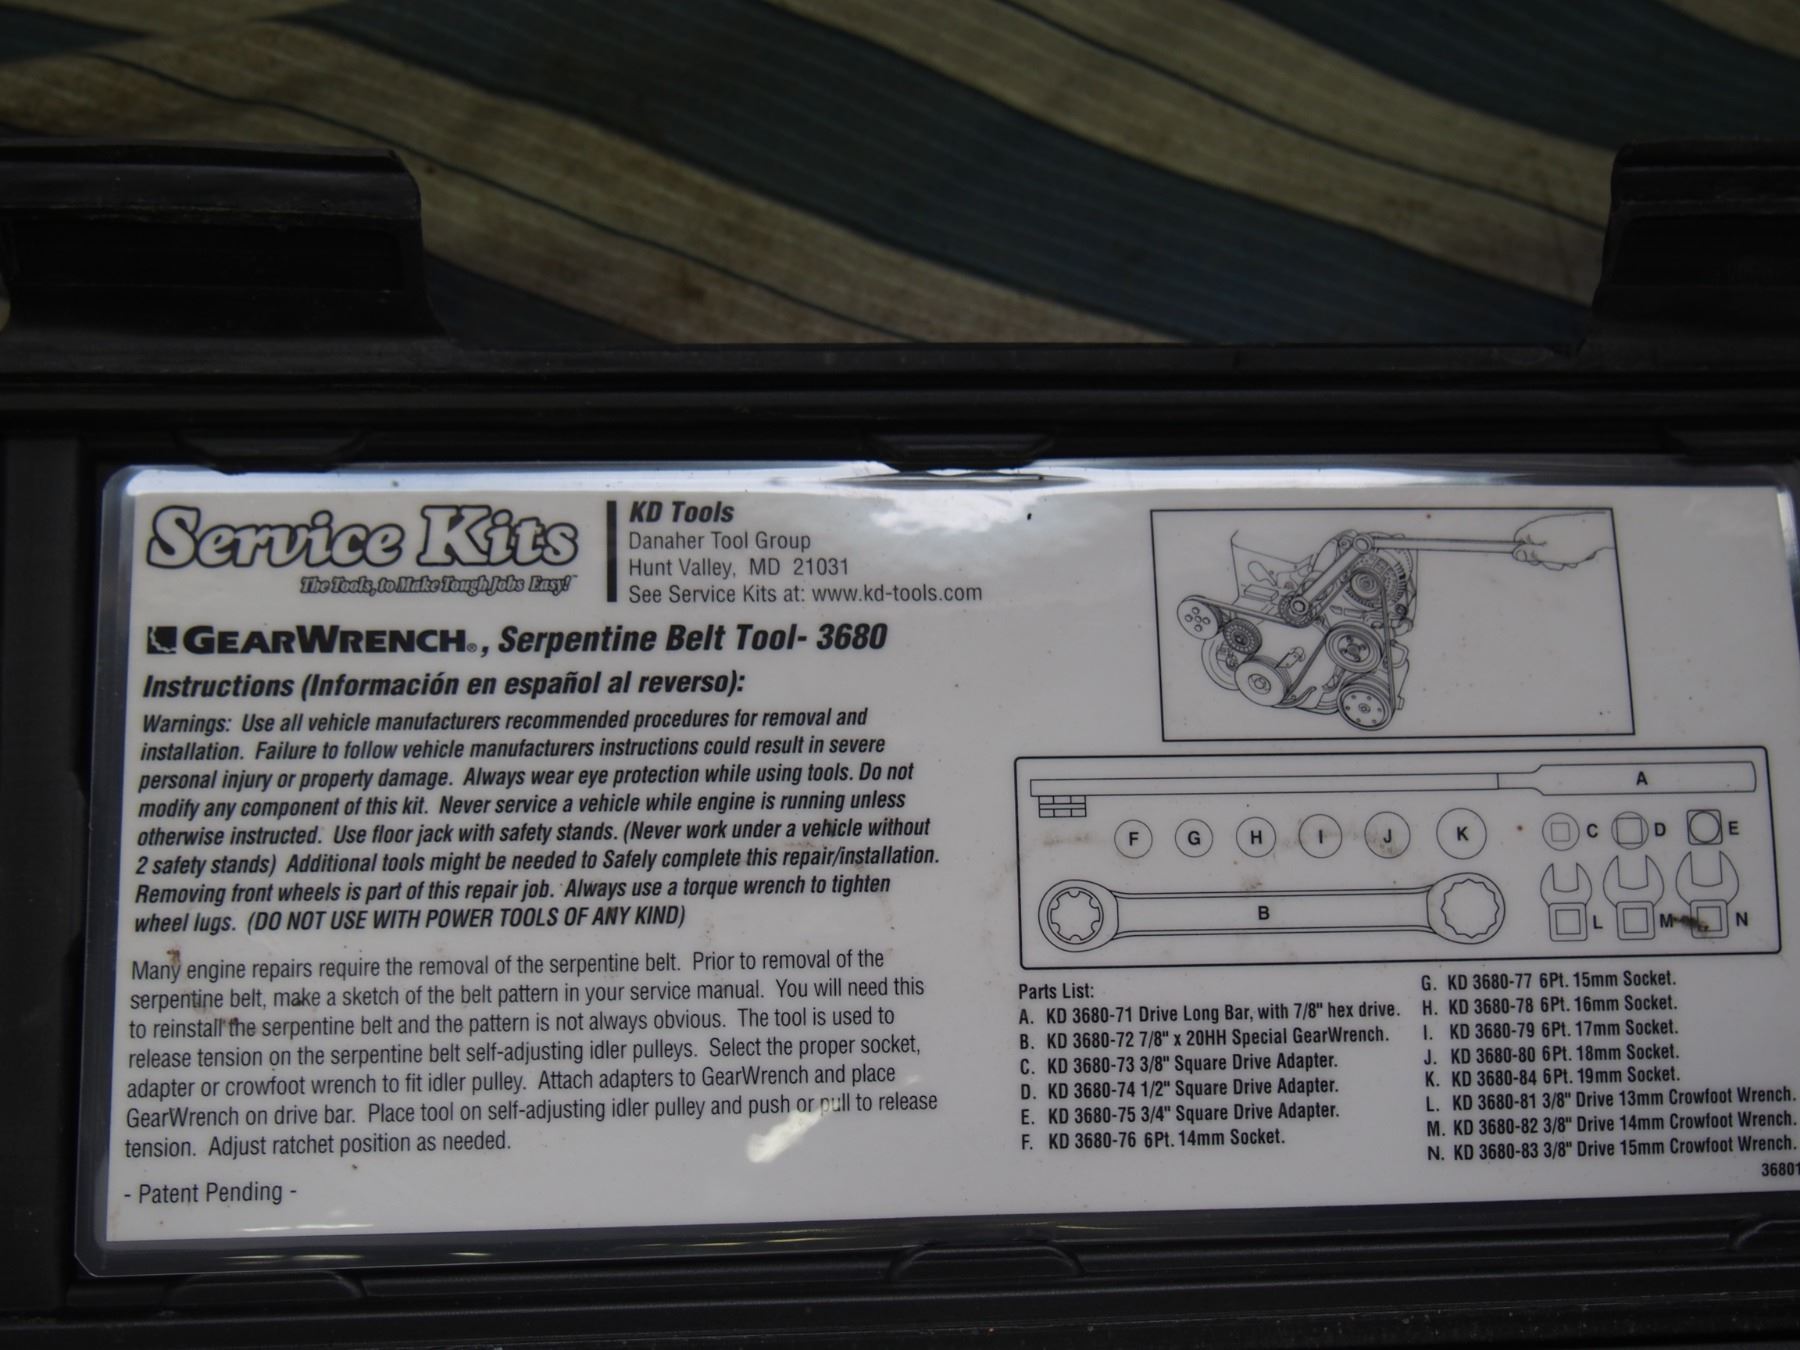 Service Kits
The Tools, to Make Tough Jobs Easy!™
KD Tools
Danaher Tool Group
Hunt Valley, MD 21031
See Service Kits at: www.kd-tools.com
GEARWRENCH®, Serpentine Belt Tool- 3680
Instructions (Información en español al reverso):
Warnings: Use all vehicle manufacturers recommended procedures for removal and
installation. Failure to follow vehicle manufacturers instructions could result in severe
personal injury or property damage. Always wear eye protection while using tools. Do not
modify any component of this kit. Never service a vehicle while engine is running unless
otherwise instructed. Use floor jack with safety stands. (Never work under a vehicle without
2 safety stands) Additional tools might be needed to Safely complete this repair/installation.
Removing front wheels is part of this repair job. Always use a torque wrench to tighten
wheel lugs. (DO NOT USE WITH POWER TOOLS OF ANY KIND)
Many engine repairs require the removal of the serpentine belt. Prior to removal of the
serpentine belt, make a sketch of the belt pattern in your service manual. You will need this
to reinstall the serpentine belt and the pattern is not always obvious. The tool is used to
release tension on the serpentine belt self-adjusting idler pulleys. Select the proper socket,
adapter or crowfoot wrench to fit idler pulley. Attach adapters to GearWrench and place
GearWrench on drive bar. Place tool on self-adjusting idler pulley and push or pull to release
tension. Adjust ratchet position as needed.
- Patent Pending -
A
F G H I J K C D E
B
L M N
Parts List:
A. KD 3680-71 Drive Long Bar, with 7/8" hex drive.
B. KD 3680-72 7/8" x 20HH Special GearWrench.
C. KD 3680-73 3/8" Square Drive Adapter.
D. KD 3680-74 1/2" Square Drive Adapter.
E. KD 3680-75 3/4" Square Drive Adapter.
F. KD 3680-76 6Pt. 14mm Socket.
G. KD 3680-77 6Pt. 15mm Socket.
H. KD 3680-78 6Pt. 16mm Socket.
I. KD 3680-79 6Pt. 17mm Socket.
J. KD 3680-80 6Pt. 18mm Socket.
K. KD 3680-84 6Pt. 19mm Socket.
L. KD 3680-81 3/8" Drive 13mm Crowfoot Wrench.
M. KD 3680-82 3/8" Drive 14mm Crowfoot Wrench.
N. KD 3680-83 3/8" Drive 15mm Crowfoot Wrench.
36801